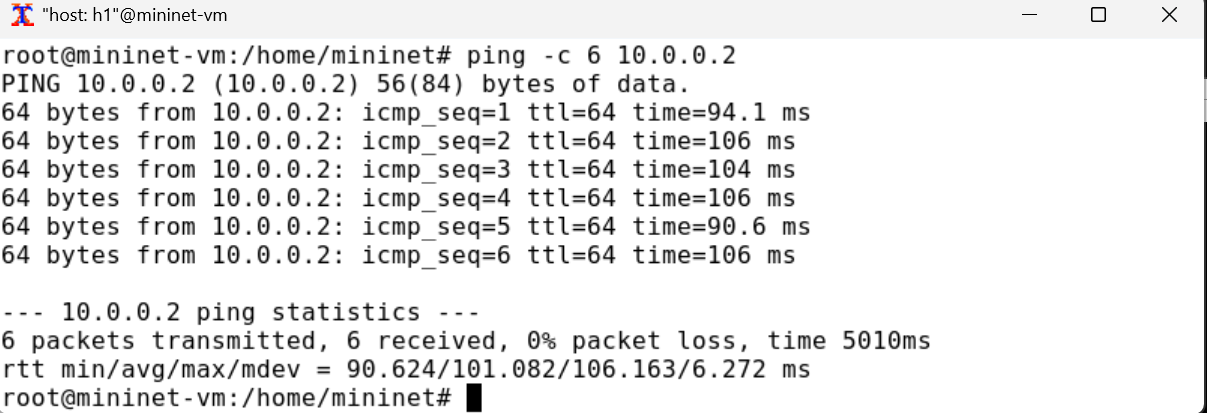 "host: h1"@mininet-vm
root@mininet-vm:/home/mininet# ping -c 6 10.0.0.2
PING 10.0.0.2 (10.0.0.2) 56(84) bytes of data.
64 bytes from 10.0.0.2: icmp_seq=1 ttl=64 time=94.1 ms
64 bytes from 10.0.0.2: icmp_seq=2 ttl=64 time=106 ms
64 bytes from 10.0.0.2: icmp_seq=3 ttl=64 time=104 ms
64 bytes from 10.0.0.2: icmp_seq=4 ttl=64 time=106 ms
64 bytes from 10.0.0.2: icmp_seq=5 ttl=64 time=90.6 ms
64 bytes from 10.0.0.2: icmp_seq=6 ttl=64 time=106 ms
--- 10.0.0.2 ping statistics ---
6 packets transmitted, 6 received, 0% packet loss, time 5010ms
rtt min/avg/max/mdev = 90.624/101.082/106.163/6.272 ms
root@mininet-vm:/home/mininet#